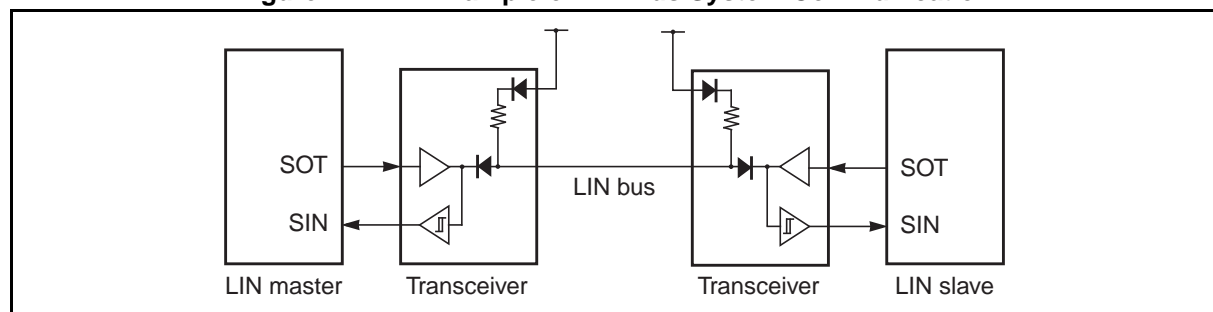 SOT
SIN
LIN bus
SOT
SIN
LIN master
Transceiver
Transceiver
LIN slave